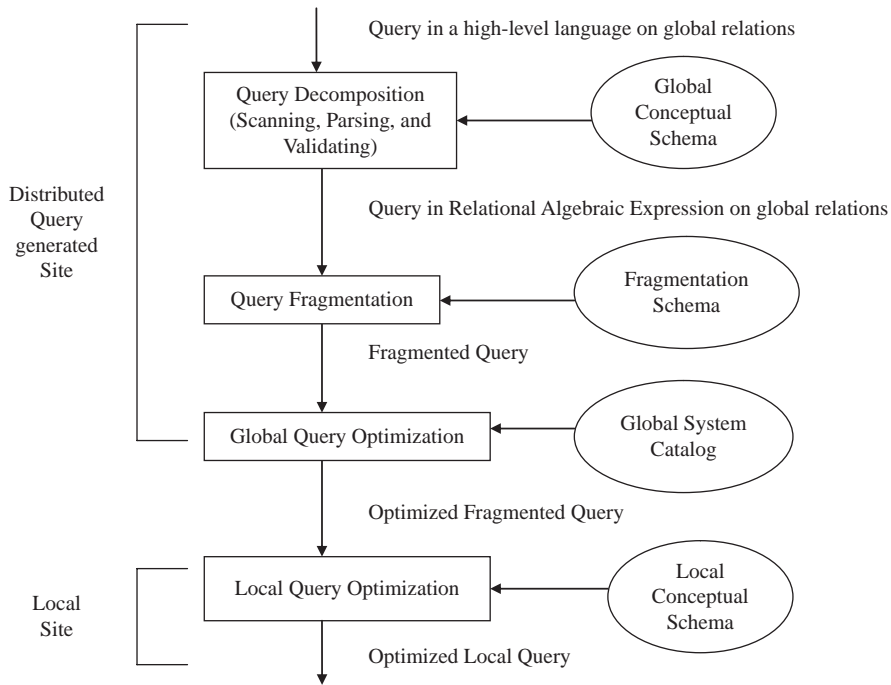 Query in a high-level language on global relations
Query Decomposition
(Scanning, Parsing, and
Validating)
Global
Conceptual
Schema
Distributed
Query
generated
Site
Query in Relational Algebraic Expression on global relations
Query Fragmentation
Fragmentation
Schema
Fragmented Query
Global Query Optimization
Global System
Catalog
Optimized Fragmented Query
Local Query Optimization
Local
Conceptual
Schema
Local
Site
Optimized Local Query